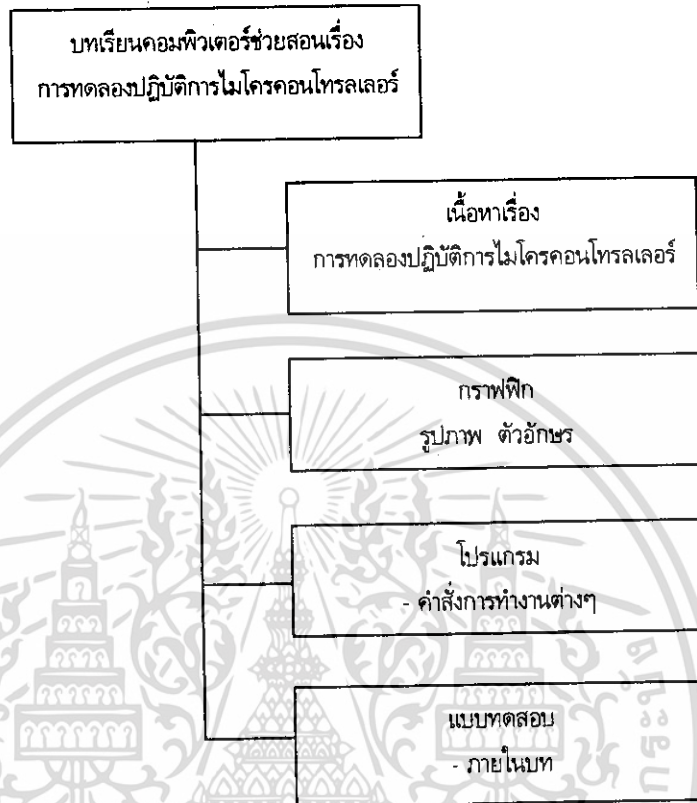 บทเรียนคอมพิวเตอร์ช่วยสอนเรื่อง
การทดลองปฏิบัติการไมโครคอนโทรลเลอร์
เนื้อหาเรื่อง
การทดลองปฏิบัติการไมโครคอนโทรลเลอร์
กราฟฟิก
รูปภาพ ตัวอักษร
โปรแกรม
- คำสั่งการทำงานต่างๆ
แบบทดสอบ
- ภายในบท